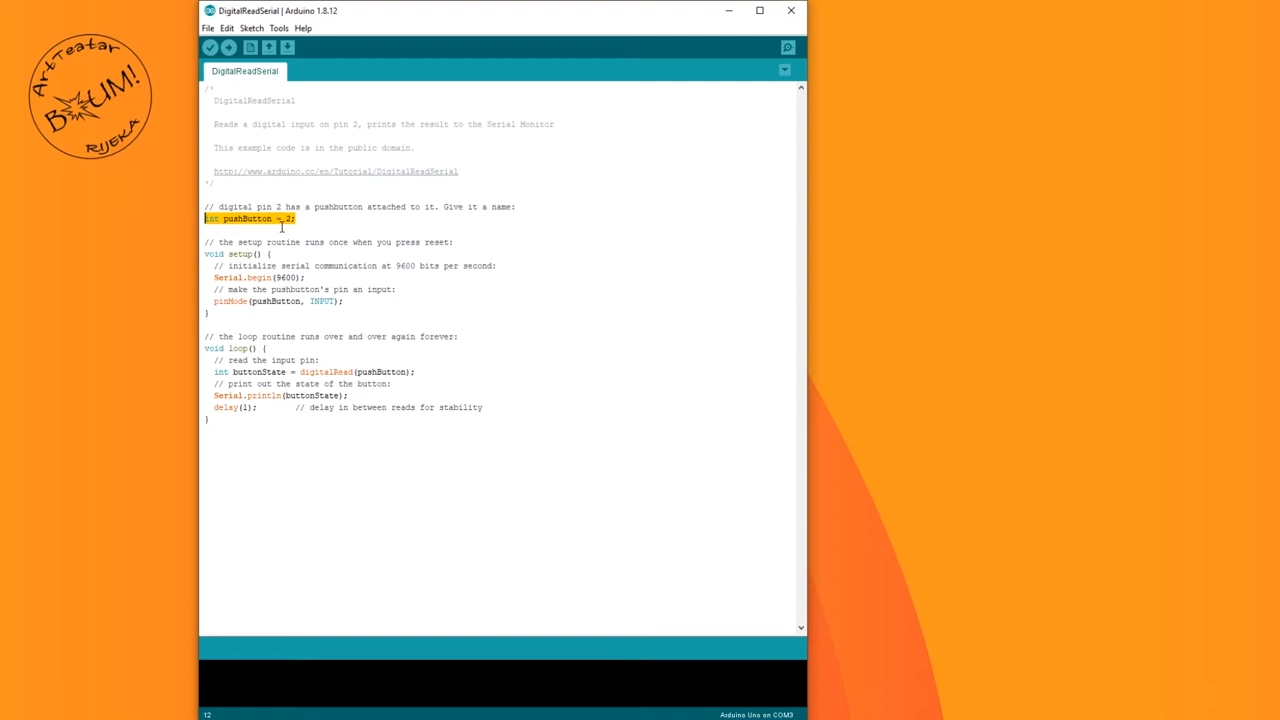 ArtTeatar
BOUM!
RIJEKA
DigitalReadSerial | Arduino 1.8.12
File Edit Sketch Tools Help
DigitalReadSerial
/*
DigitalReadSerial
Reads a digital input on pin 2, prints the result to the Serial Monitor
This example code is in the public domain.
http://www.arduino.cc/en/Tutorial/DigitalReadSerial
*/
// digital pin 2 has a pushbutton attached to it. Give it a name:
int pushButton = 2;
// the setup routine runs once when you press reset:
void setup() {
// initialize serial communication at 9600 bits per second:
Serial.begin(9600);
// make the pushbutton's pin an input:
pinMode(pushButton, INPUT);
}
// the loop routine runs over and over again forever:
void loop() {
// read the input pin:
int buttonState = digitalRead(pushButton);
// print out the state of the button:
Serial.println(buttonState);
delay(1);        // delay in between reads for stability
}
12
Arduino Uno on COM3